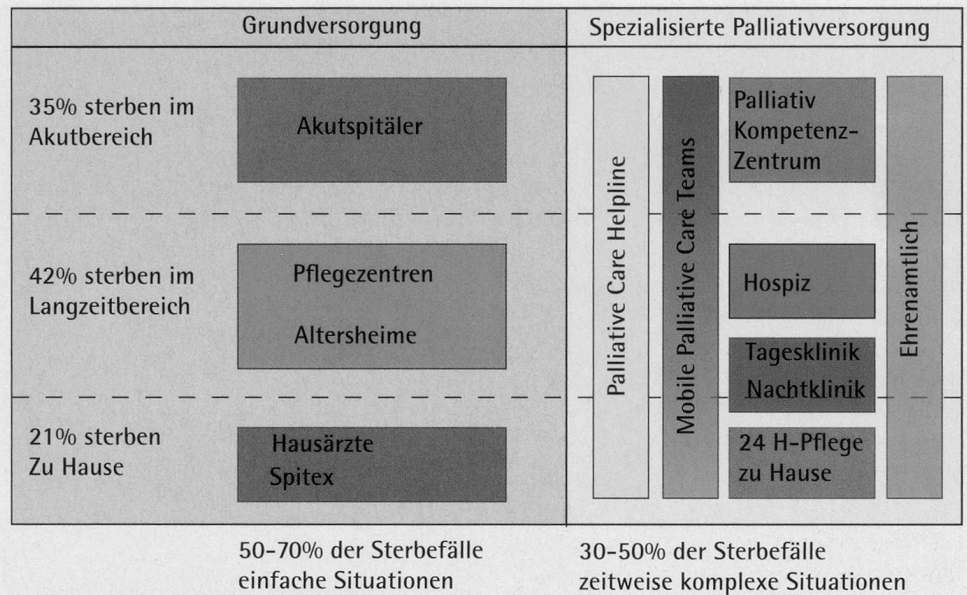 Grundversorgung
Spezialisierte Palliativversorgung
35% sterben im
Akutbereich
Akutspitäler
42% sterben im
Langzeitbereich
Pflegezentren
Altersheime
21% sterben
Zu Hause
Hausärzte
Spitex
Palliative Care Helpline
Mobile Palliative Care Teams
Palliativ
Kompetenz-
Zentrum
Hospiz
Tagesklinik
Nachtklinik
24 H-Pflege
zu Hause
Ehrenamtlich
50-70% der Sterbefälle
einfache Situationen
30-50% der Sterbefälle
zeitweise komplexe Situationen